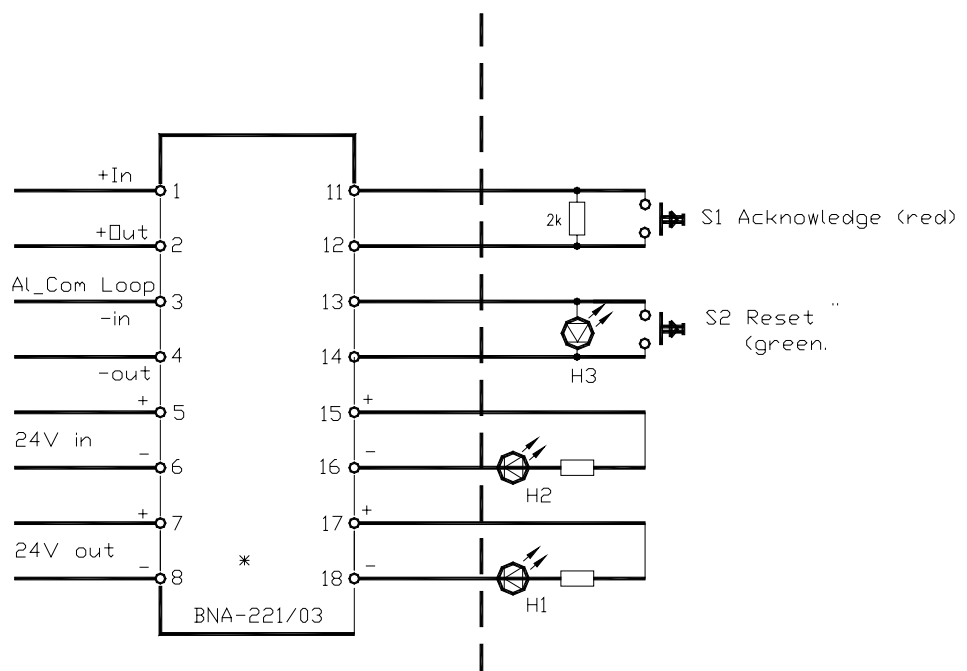 +In
1
11
2k
S1 Acknowledge (red)
+Out
2
12
Al_Com Loop
3
13
-in
S2 Reset "
(green.
4
14
-out
H3
+
5
15
+
24V in
-
6
16
-
H2
+
7
17
+
24V out
*
-
8
18
-
H1
BNA-221/03